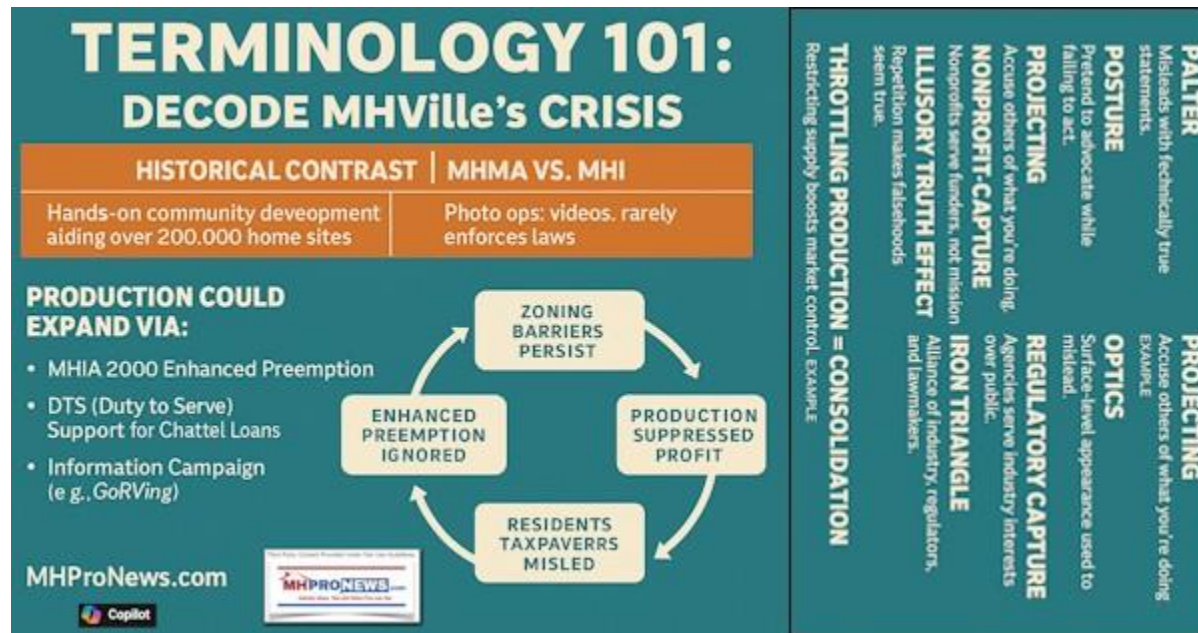 TERMINOLOGY 101:
DECODE MHVille's CRISIS
HISTORICAL CONTRAST | MHMA VS. MHI
Hands-on community deveopment
aiding over 200.000 home sites
Photo ops: videos. rarely
enforces laws
PRODUCTION COULD
EXPAND VIA:
• MHIA 2000 Enhanced Preemption
• DTS (Duty to Serve)
Support for Chattel Loans
• Information Campaign
(e g., GoRVing)
ZONING
BARRIERS
PERSIST
PRODUCTION
SUPPRESSED
PROFIT
RESIDENTS
TAXPAVERRS
MISLED
ENHANCED
PREEMPTION
IGNORED
MHProNews.com
Copilot
MHPRONEWS.com
PALTER
Misleads with fechnically true
statements.
POSTURE
Pretend to advocate while
falling to act.
PROJECTING
Accuse others of what you're doing.
NONPROFIT-CAPTURE
Nonprofits serve funders, not mission
ILLUSORY TRUTH EFFECT
Repetition makes falsehoods
seem true.
THROTTLING PRODUCTION = CONSOLIDATION
Restricting supply boosts market control. EXAMPLE
PROJECTING
Accuse others of what you're doing
EXAMPLE
OPTICS
Surface-level appearance used to
mislead.
REGULATORY CAPTURE
Agencies serve industry interests
over public.
IRON TRIANGLE
Alliance of industry, regulators,
and lawmakers.